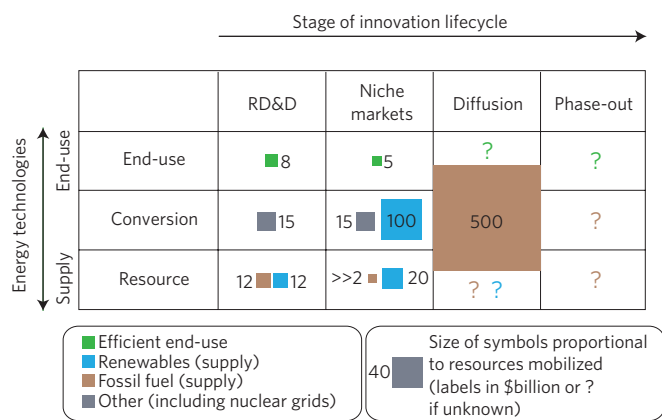 Stage of innovation lifecycle
RD&D
Niche
markets
Diffusion
Phase-out
Energy technologies
End-use
Supply
End-use
8
5
?
?
Conversion
15
15
100
500
?
Resource
12
12
>>2
20
? ?
?
Efficient end-use
Renewables (supply)
Fossil fuel (supply)
Other (including nuclear grids)
40
Size of symbols proportional
to resources mobilized
(labels in $billion or ?
if unknown)